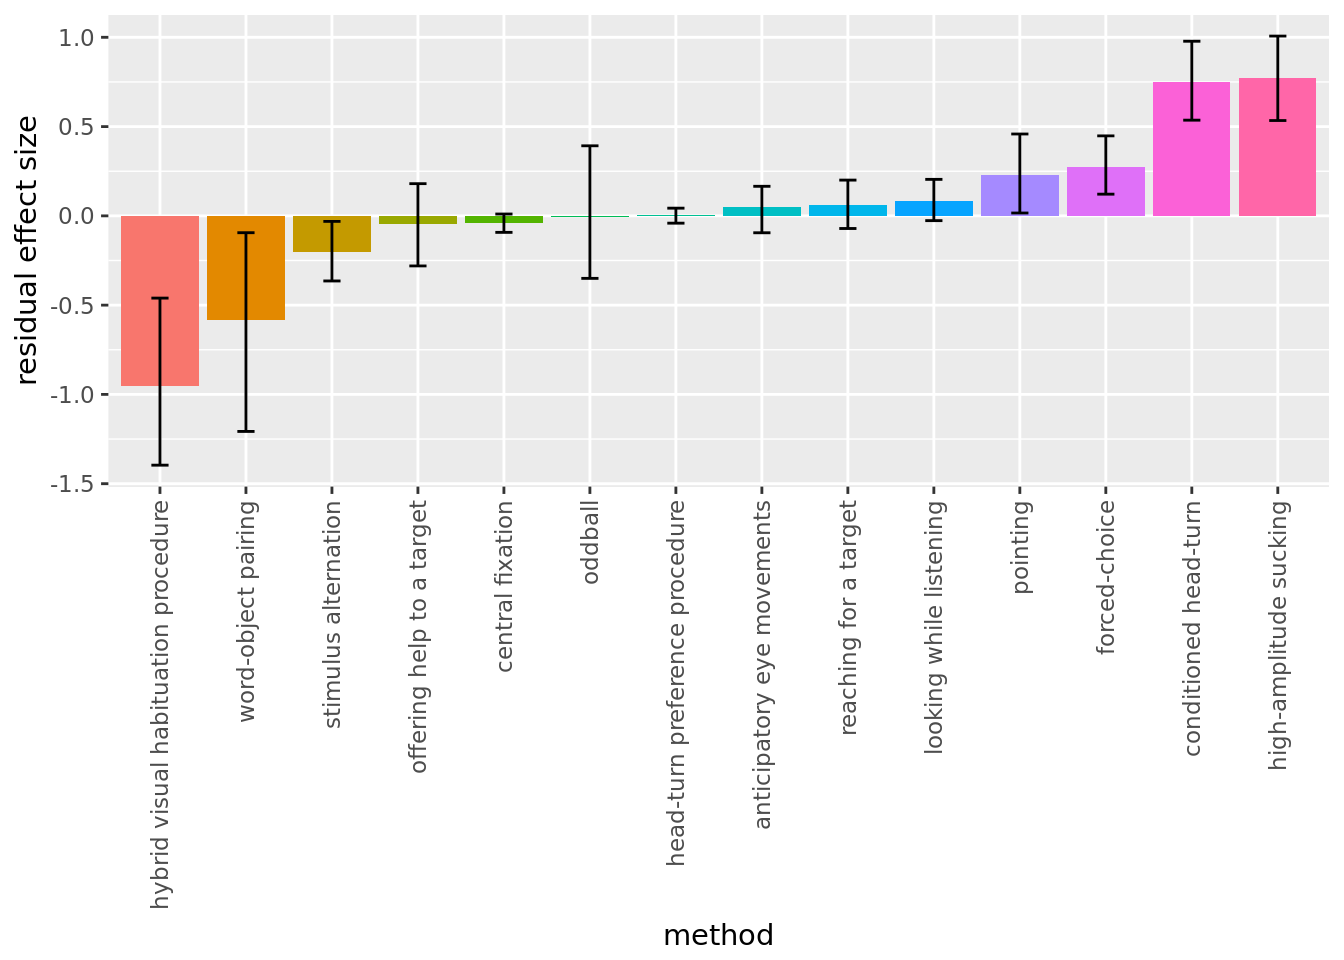 residual effect size
1.0
0.5
0.0
-0.5
-1.0
-1.5
hybrid visual habituation procedure
word-object pairing
stimulus alternation
offering help to a target
central fixation
oddball
head-turn preference procedure
anticipatory eye movements
reaching for a target
looking while listening
pointing
forced-choice
conditioned head-turn
high-amplitude sucking
method